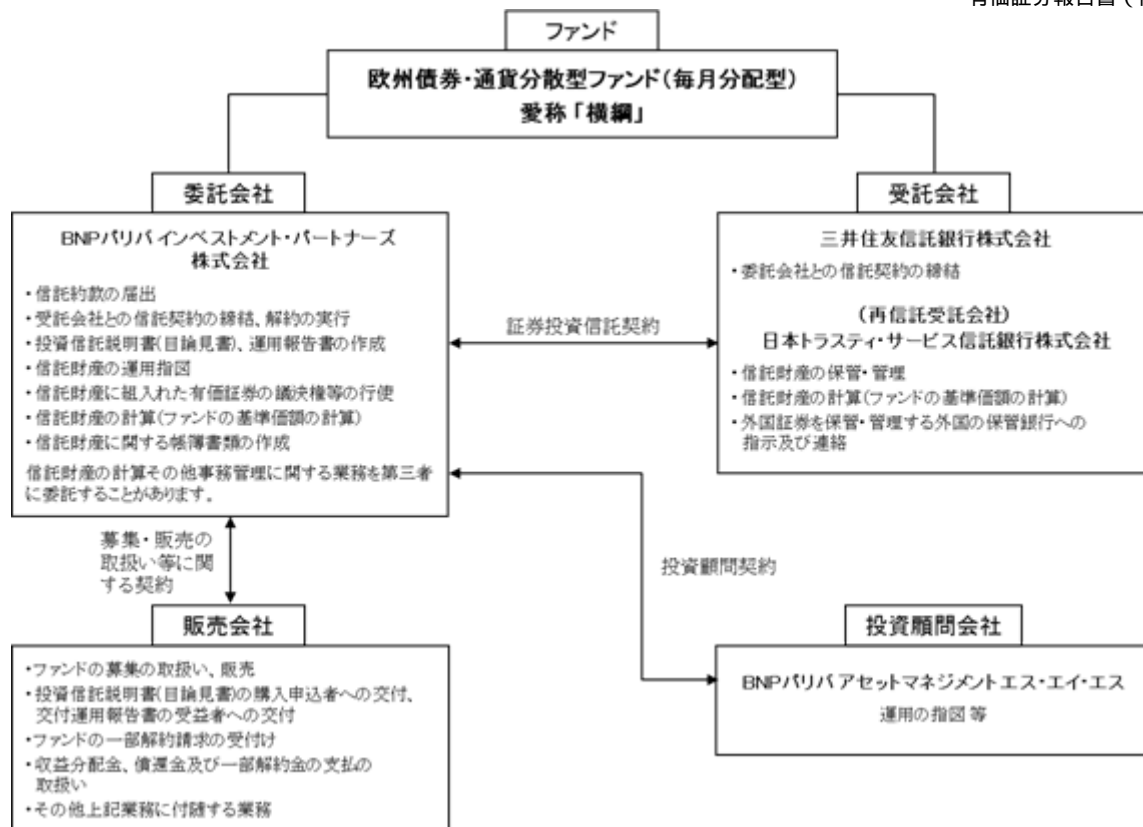 有価証券報告書（
ファンド
欧州債券・通貨分散型ファンド(毎月分配型)
愛称「横綱」
委託会社
BNPパリバ インベストメント・パートナーズ
株式会社
・信託約款の届出
・受託会社との信託契約の締結、解約の実行
・投資信託説明書(目論見書)、運用報告書の作成
・信託財産の運用指図
・信託財産に組入れた有価証券の議決権等の行使
・信託財産の計算(ファンドの基準価額の計算)
・信託財産に関する帳簿書類の作成
信託財産の計算その他事務管理に関する業務を第三者
に委託することがあります。
証券投資信託契約
受託会社
三井住友信託銀行株式会社
・委託会社との信託契約の締結
(再信託受託会社)
日本トラスティ・サービス信託銀行株式会社
・信託財産の保管・管理
・信託財産の計算(ファンドの基準価額の計算)
・外国証券を保管・管理する外国の保管銀行への
指示及び連絡
募集・販売の
取扱い等に関
する契約
投資顧問契約
販売会社
・ファンドの募集の取扱い、販売
・投資信託説明書(目論見書)の購入申込者への交付、
交付運用報告書の受益者への交付
・ファンドの一部解約請求の受付け
・収益分配金、償還金及び一部解約金の支払の
取扱い
・その他上記業務に付随する業務
投資顧問会社
BNPパリバ アセットマネジメント エス・エイ・エス
運用の指図 等